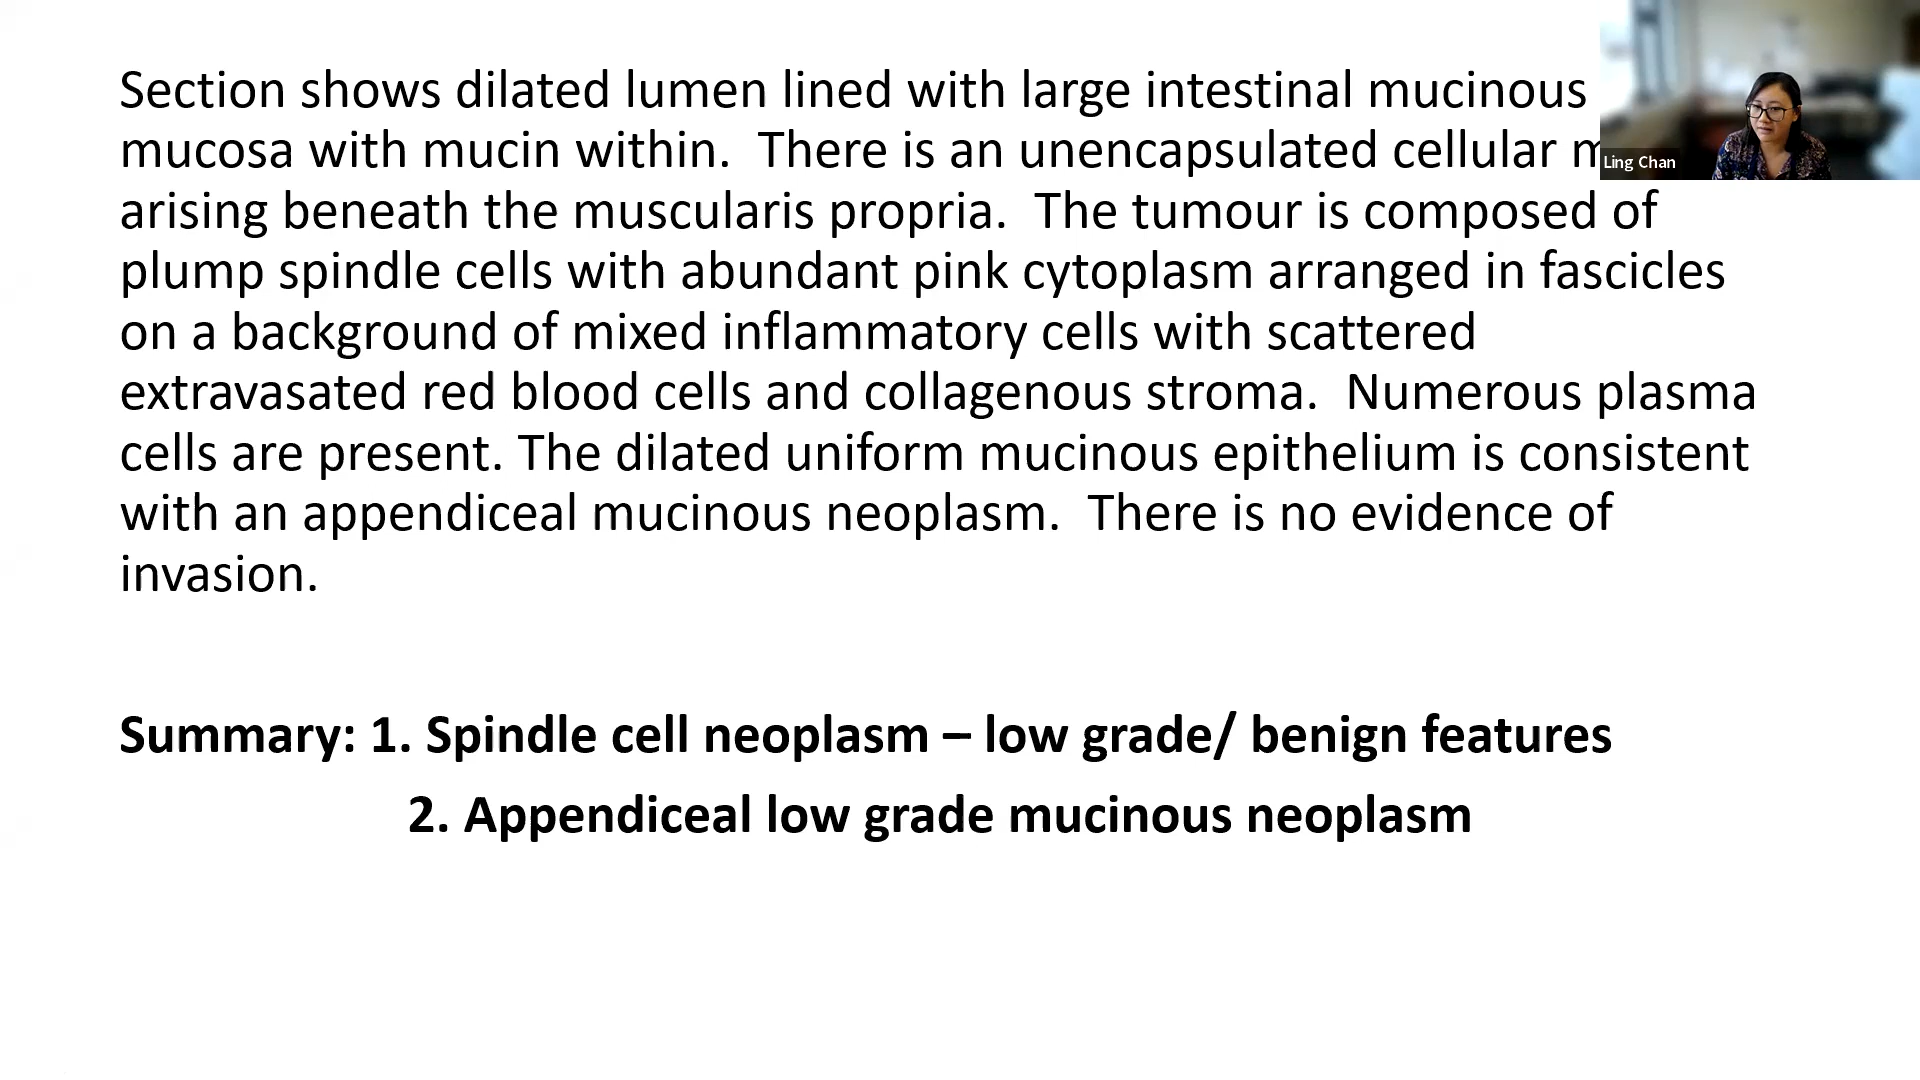 Section shows dilated lumen lined with large intestinal mucinous
mucosa with mucin within. There is an unencapsulated cellular
Ling Chan
arising beneath the muscularis propria. The tumour is composed of
plump spindle cells with abundant pink cytoplasm arranged in fascicles
on a background of mixed inflammatory cells with scattered
extravasated red blood cells and collagenous stroma. Numerous plasma
cells are present. The dilated uniform mucinous epithelium is consistent
with an appendiceal mucinous neoplasm. There is no evidence of
invasion.
Summary: 1. Spindle cell neoplasm – low grade/ benign features
2. Appendiceal low grade mucinous neoplasm